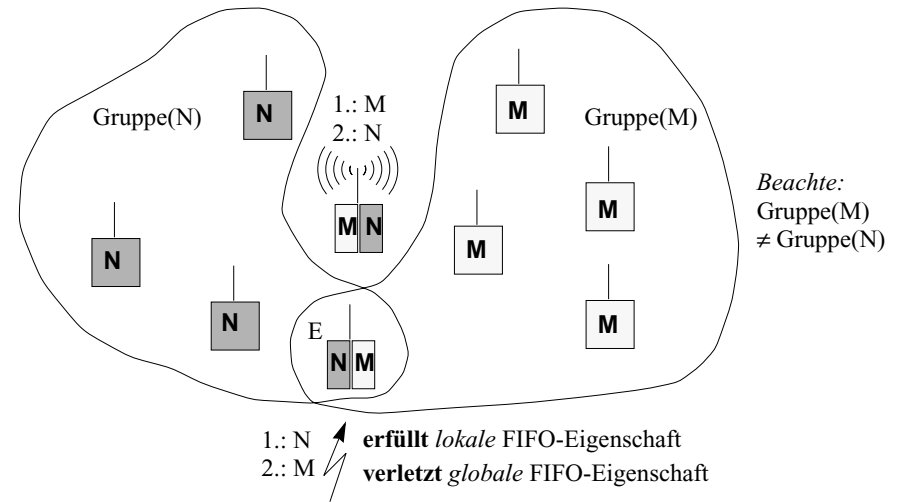 N
M
Gruppe(N)
1.: M
2.: N
Gruppe(M)
M
Beachte:
Gruppe(M)
≠ Gruppe(N)
M N
M
N
N
M
E
N M
1.: N
2.: M
erfüllt lokale FIFO-Eigenschaft
verletzt globale FIFO-Eigenschaft